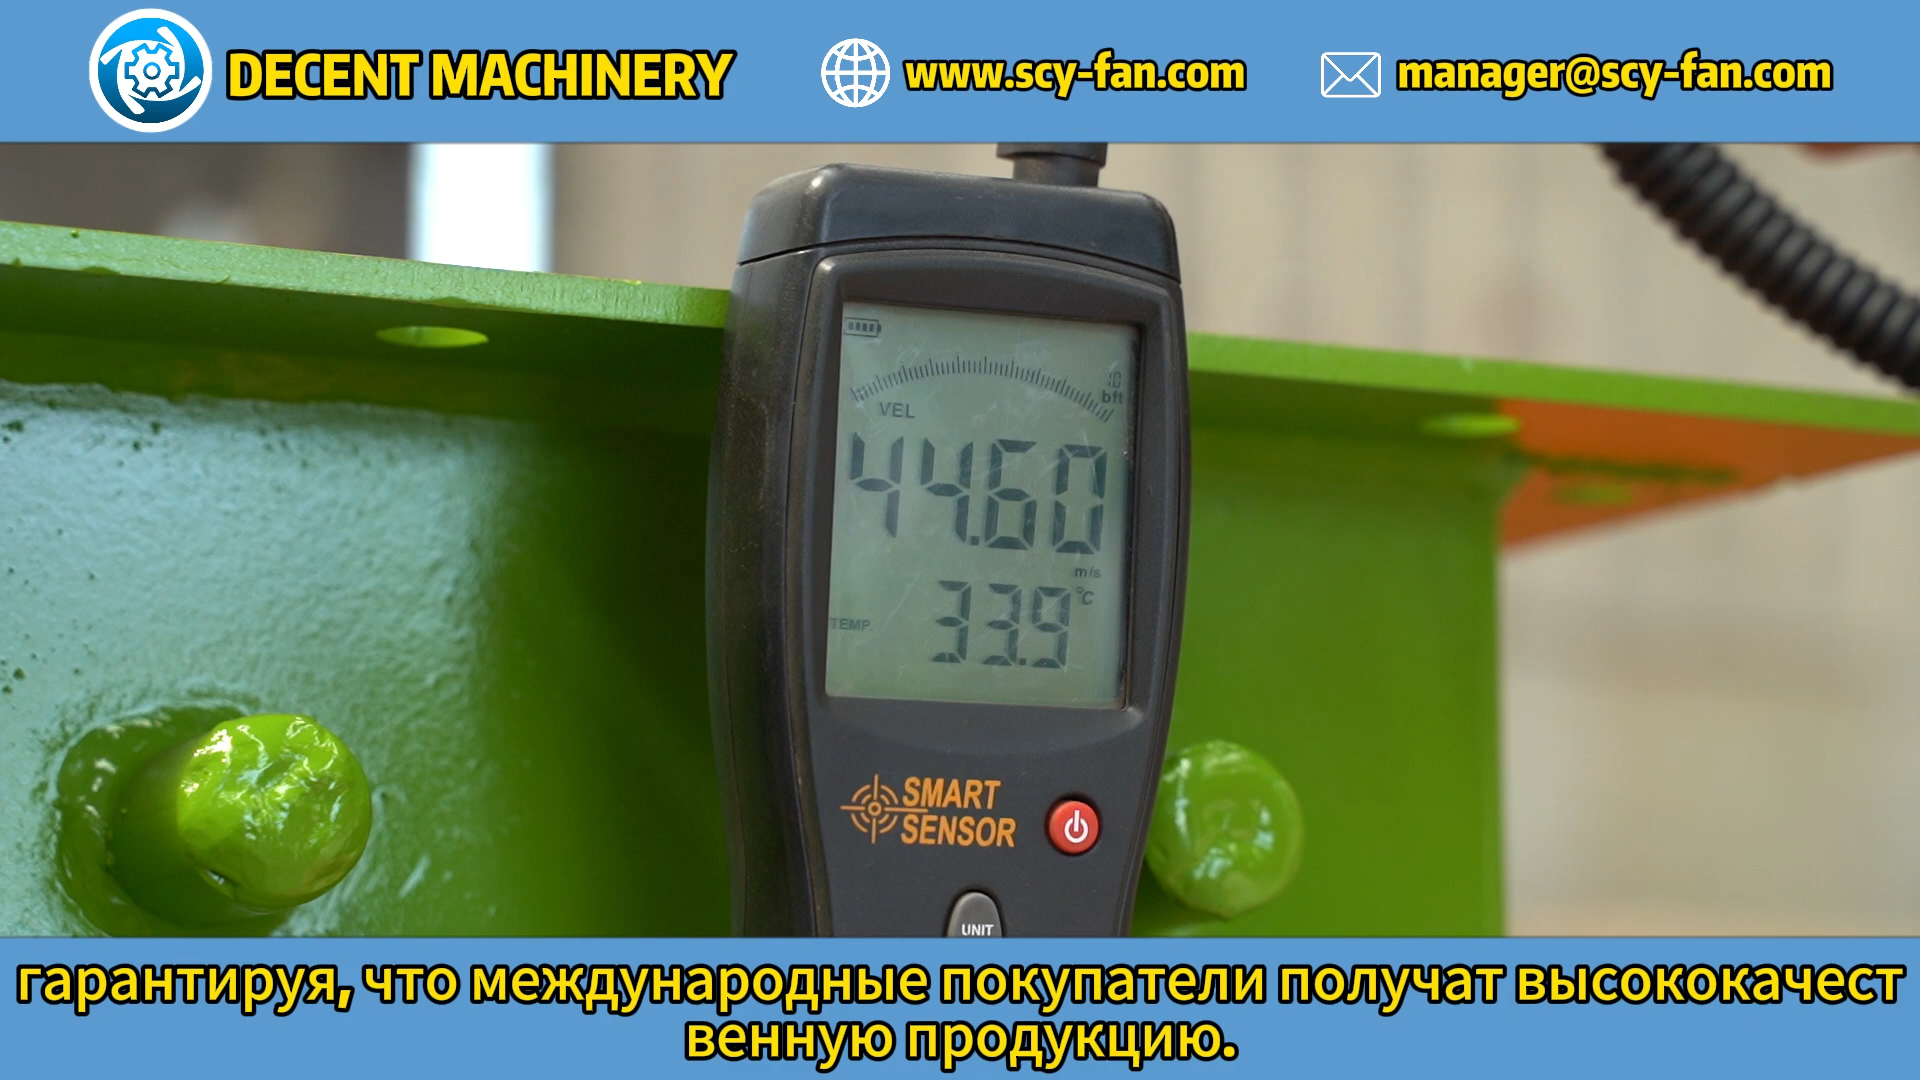 DECENT MACHINERY
www.scy-fan.com
manager@scy-fan.com
bft
VEL
44.60
m/s
33.9
°C
TEMP.
SMART
SENSOR
UNIT
гарантируя, что международные покупатели получат высококачест
венную продукцию.